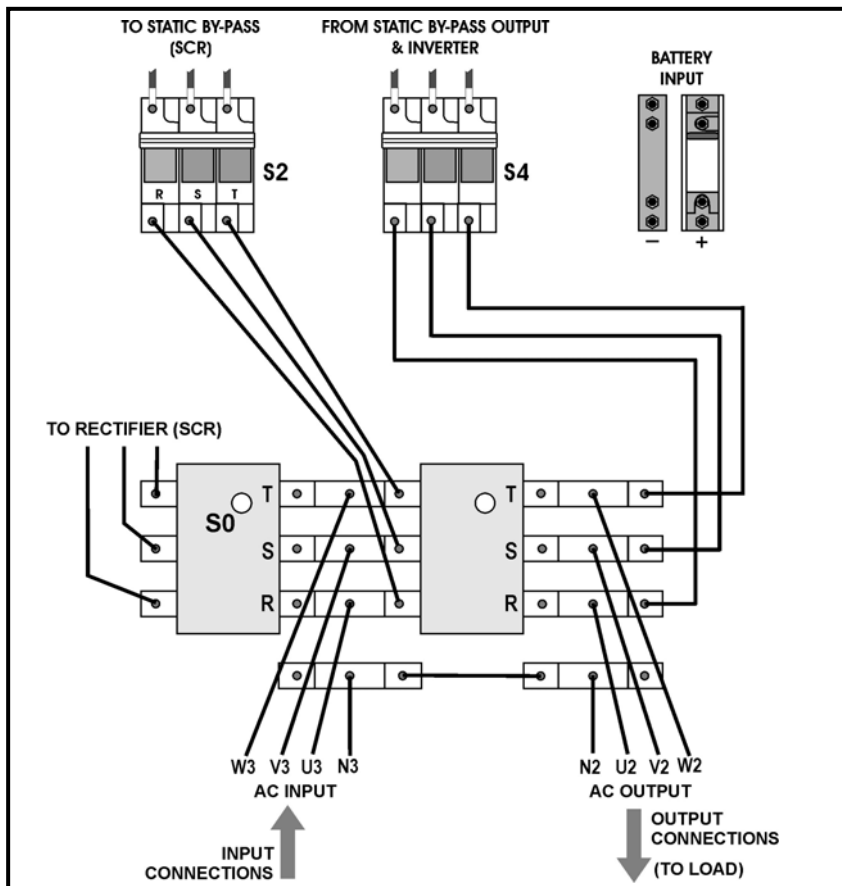 TO STATIC BY-PASS
(SCR)
FROM STATIC BY-PASS OUTPUT
& INVERTER
BATTERY
INPUT
S2
R S T
S4
– +
TO RECTIFIER (SCR)
S0
T
S
R
T
S
R
W3 V3 U3 N3
AC INPUT
INPUT
CONNECTIONS
N2 U2 V2 W2
AC OUTPUT
OUTPUT
CONNECTIONS
(TO LOAD)